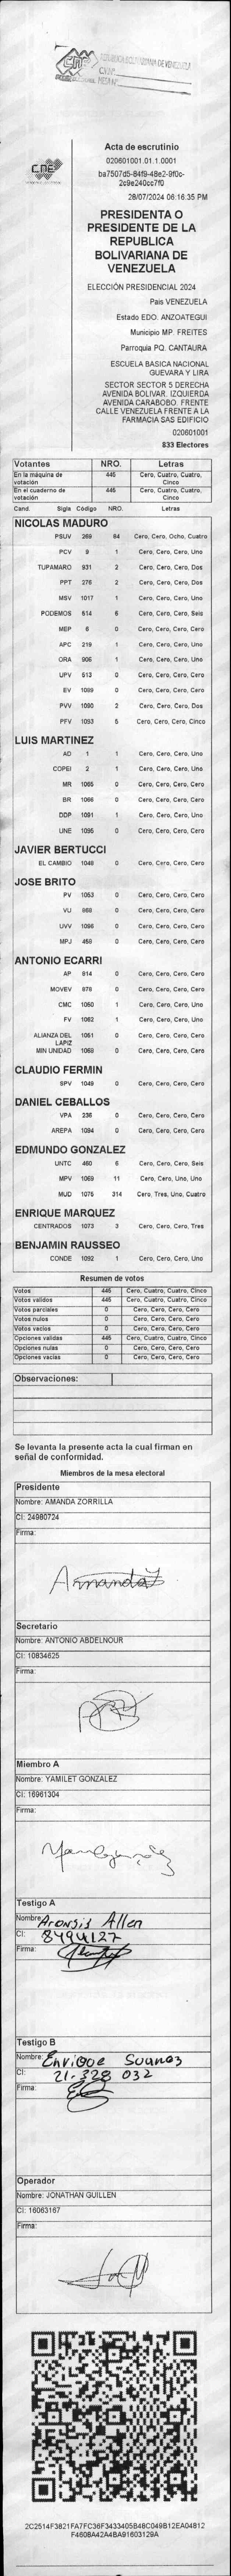 CNE
REPÚBLICA BOLIVARIANA DE VENEZUELA
CNE
Acta de escrutinio
020601001.01.1.0001
ba7507d5-84f9-48e2-9f0c-
2c9e240cc7f0
28/07/2024 06:16:35 PM
PRESIDENTA O
PRESIDENTE DE LA
REPUBLICA
BOLIVARIANA DE
VENEZUELA
ELECCIÓN PRESIDENCIAL 2024
Pais VENEZUELA
Estado EDO. ANZOATEGUI
Municipio MP. FREITES
Parroquia PQ. CANTAURA
ESCUELA BASICA NACIONAL
GUEVARA Y LIRA
SECTOR SECTOR 5 DERECHA
AVENIDA BOLIVAR. IZQUIERDA
AVENIDA CARABOBO. FRENTE
CALLE VENEZUELA FRENTE A LA
FARMACIA SAS EDIFICIO
020601001
833 Electores
Votantes NRO. Letras
En la máquina de votación 445 Cero, Cuatro, Cuatro, Cinco
En el cuaderno de votación 445 Cero, Cuatro, Cuatro, Cinco
Cand. Sigla Código NRO. Letras
NICOLAS MADURO
PSUV 269 84 Cero, Cero, Ocho, Cuatro
PCV 9 1 Cero, Cero, Cero, Uno
TUPAMARO 931 2 Cero, Cero, Cero, Dos
PPT 276 2 Cero, Cero, Cero, Dos
MSV 1017 1 Cero, Cero, Cero, Uno
PODEMOS 514 6 Cero, Cero, Cero, Seis
MEP 6 0 Cero, Cero, Cero, Cero
APC 219 1 Cero, Cero, Cero, Uno
ORA 906 1 Cero, Cero, Cero, Uno
UPV 513 0 Cero, Cero, Cero, Cero
EV 1089 0 Cero, Cero, Cero, Cero
PVV 1090 2 Cero, Cero, Cero, Dos
PFV 1093 5 Cero, Cero, Cero, Cinco
LUIS MARTINEZ
AD 1 1 Cero, Cero, Cero, Uno
COPEI 2 1 Cero, Cero, Cero, Uno
MR 1065 0 Cero, Cero, Cero, Cero
BR 1066 0 Cero, Cero, Cero, Cero
DDP 1091 1 Cero, Cero, Cero, Uno
UNE 1095 0 Cero, Cero, Cero, Cero
JAVIER BERTUCCI
EL CAMBIO 1048 0 Cero, Cero, Cero, Cero
JOSE BRITO
PV 1053 0 Cero, Cero, Cero, Cero
VU 868 0 Cero, Cero, Cero, Cero
UVV 1096 0 Cero, Cero, Cero, Cero
MPJ 458 0 Cero, Cero, Cero, Cero
ANTONIO ECARRI
AP 814 0 Cero, Cero, Cero, Cero
MOVEV 878 0 Cero, Cero, Cero, Cero
CMC 1050 1 Cero, Cero, Cero, Uno
FV 1062 1 Cero, Cero, Cero, Uno
ALIANZA DEL LAPIZ 1051 0 Cero, Cero, Cero, Cero
MIN UNIDAD 1068 0 Cero, Cero, Cero, Cero
CLAUDIO FERMIN
SPV 1049 0 Cero, Cero, Cero, Cero
DANIEL CEBALLOS
VPA 236 0 Cero, Cero, Cero, Cero
AREPA 1094 0 Cero, Cero, Cero, Cero
EDMUNDO GONZALEZ
UNTC 460 6 Cero, Cero, Cero, Seis
MPV 1069 11 Cero, Cero, Uno, Uno
MUD 1075 314 Cero, Tres, Uno, Cuatro
ENRIQUE MARQUEZ
CENTRADOS 1073 3 Cero, Cero, Cero, Tres
BENJAMIN RAUSSEO
CONDE 1092 1 Cero, Cero, Cero, Uno
Resumen de votos
Votos 445 Cero, Cuatro, Cuatro, Cinco
Votos validos 445 Cero, Cuatro, Cuatro, Cinco
Votos parciales 0 Cero, Cero, Cero, Cero
Votos nulos 0 Cero, Cero, Cero, Cero
Votos vacios 0 Cero, Cero, Cero, Cero
Opciones validas 445 Cero, Cuatro, Cuatro, Cinco
Opciones nulas 0 Cero, Cero, Cero, Cero
Opciones vacias 0 Cero, Cero, Cero, Cero
Observaciones:
Se levanta la presente acta la cual firman en
señal de conformidad.
Miembros de la mesa electoral
Presidente
Nombre: AMANDA ZORRILLA
CI: 24980724
Firma:
AmandaZ
Secretario
Nombre: ANTONIO ABDELNOUR
CI: 10834625
Firma:
Miembro A
Nombre: YAMILET GONZALEZ
CI: 16961304
Firma:
Testigo A
Nombre: Aronsis Allen
CI: 8494127
Firma:
Testigo B
Nombre: Enrique Suarez
CI: 21.328 032
Firma:
Operador
Nombre: JONATHAN GUILLEN
CI: 16063167
Firma:
2C2514F3821FA7FC36F3433405B48C049B12EA04812
F460BA42A4BA91603129A